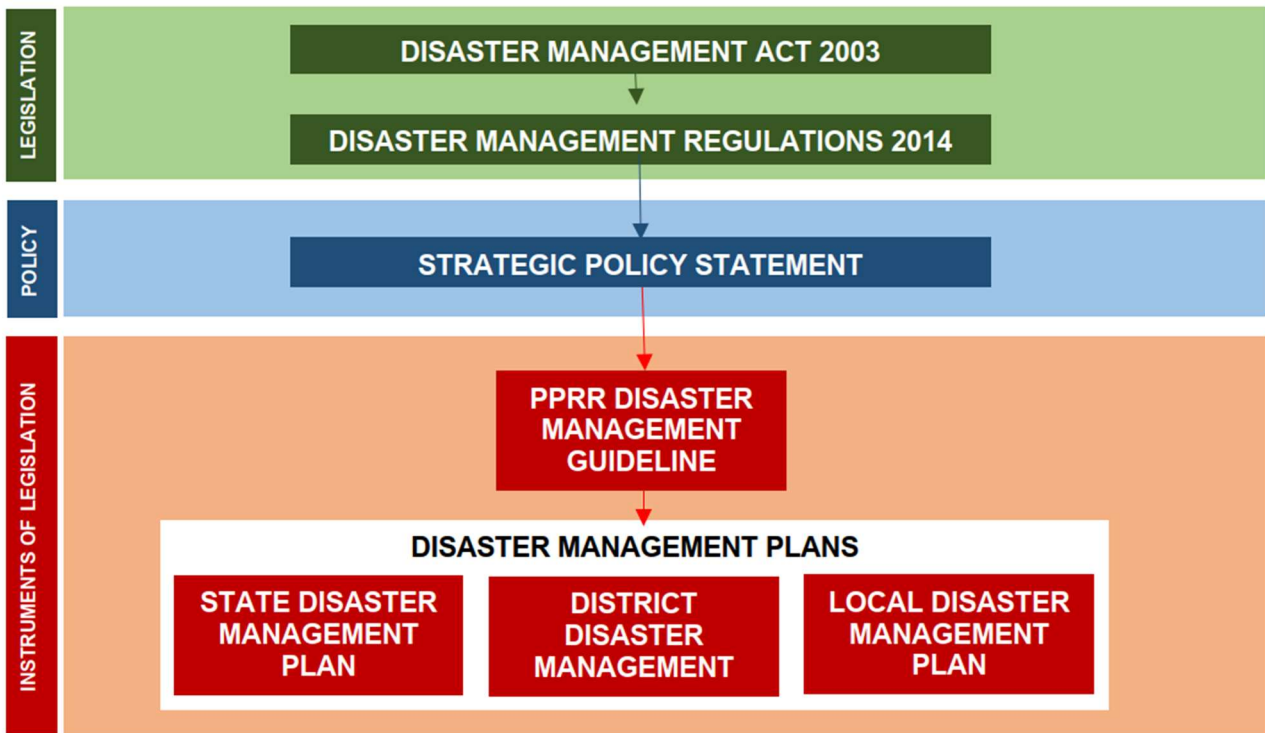 LEGISLATION
DISASTER MANAGEMENT ACT 2003
DISASTER MANAGEMENT REGULATIONS 2014
POLICY
STRATEGIC POLICY STATEMENT
INSTRUMENTS OF LEGISLATION
PPRR DISASTER
MANAGEMENT
GUIDELINE
DISASTER MANAGEMENT PLANS
STATE DISASTER
MANAGEMENT
PLAN
DISTRICT
DISASTER
MANAGEMENT
LOCAL DISASTER
MANAGEMENT
PLAN